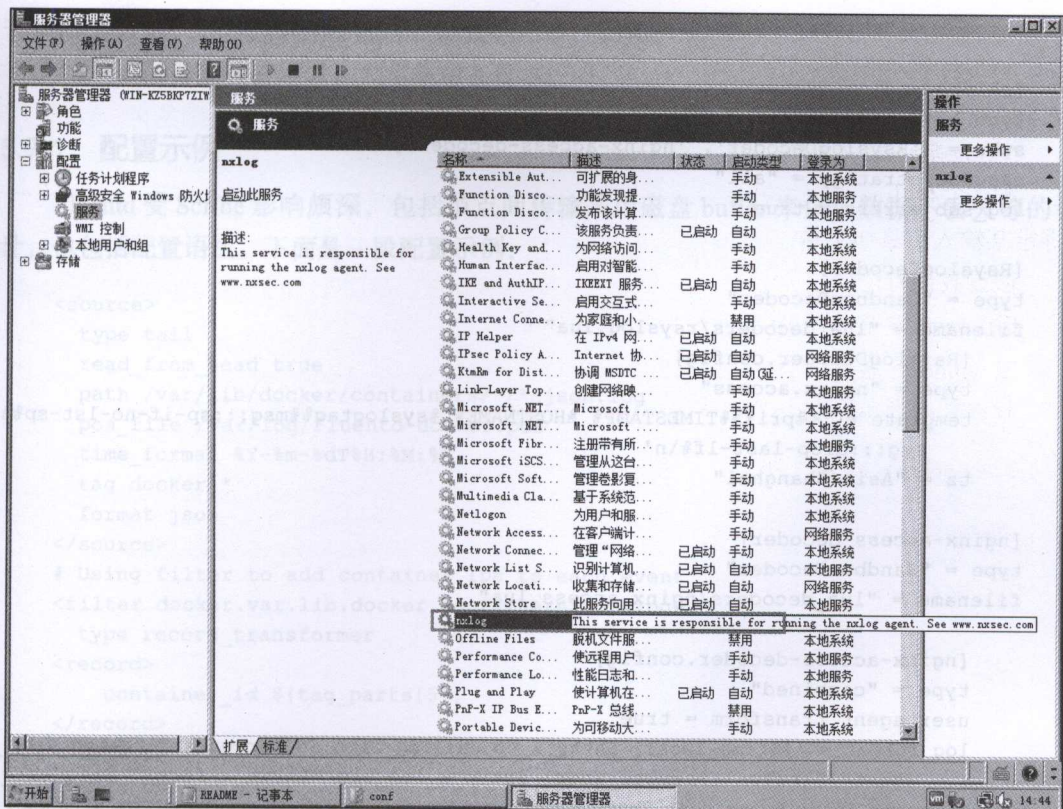 服务器管理器
文件(F) 操作(A) 查看(V) 帮助(H)
服务器管理器 (WIN-KZ5BKP7ZIW
角色
功能
诊断
配置
任务计划程序
高级安全 Windows 防火
服务
WMI 控制
本地用户和组
存储
服务
服务
nxlog
启动此服务
描述:
This service is responsible for
running the nxlog agent. See
www.nxsec.com
名称 描述 状态 启动类型 登录为
Extensible Aut... 可扩展的身... 手动 本地系统
Function Disco... 功能发现提... 手动 本地服务
Function Disco... 发布该计算... 手动 本地服务
Group Policy C... 该服务负责... 已启动 自动 本地系统
Health Key and... 为网络访问... 手动 本地系统
Human Interfac... 启用对智能... 手动 本地系统
IKE and AuthIP... IKEEXT 服务... 已启动 自动 本地系统
Interactive Se... 启用交互式... 手动 本地系统
Internet Conne... 为家庭和小... 禁用 本地系统
IP Helper 在 IPv4 网... 已启动 自动 本地系统
IPsec Policy A... Internet 协... 已启动 自动 网络服务
KtmRm for Dist... 协调 MSDTC ... 已启动 自动(延... 网络服务
Link-Layer Top... 创建网络映... 手动 本地服务
Microsoft .NET... Microsoft ... 手动 本地系统
Microsoft .NET... Microsoft ... 手动 本地系统
Microsoft Fibr... 注册带有所... 手动 本地服务
Microsoft iSCS... 管理从这台... 手动 本地系统
Microsoft Soft... 管理卷影复... 手动 本地系统
Multimedia Cla... 基于系统范... 手动 本地系统
Netlogon 为用户和服... 手动 本地系统
Network Access... 在客户端计... 手动 网络服务
Network Connec... 管理“网络... 已启动 手动 本地系统
Network List S... 识别计算机... 已启动 自动 本地服务
Network Locati... 收集和存储... 已启动 自动 网络服务
Network Store ... 此服务向用... 已启动 自动 本地服务
nxlog This service is responsible for running the nxlog agent. See www.nxsec.com
Offline Files 脱机文件服... 禁用 本地系统
Performance Co... 使远程用户... 手动 本地服务
Performance Lo... 性能日志和... 手动 本地服务
Plug and Play 使计算机在... 已启动 自动 本地系统
PnP-X IP Bus E... PnP-X 总线... 禁用 本地系统
Portable Devic... 为可移动大... 手动 本地系统
扩展 标准
操作
服务
更多操作
nxlog
更多操作
开始
README - 记事本
conf
服务器管理器
14:44